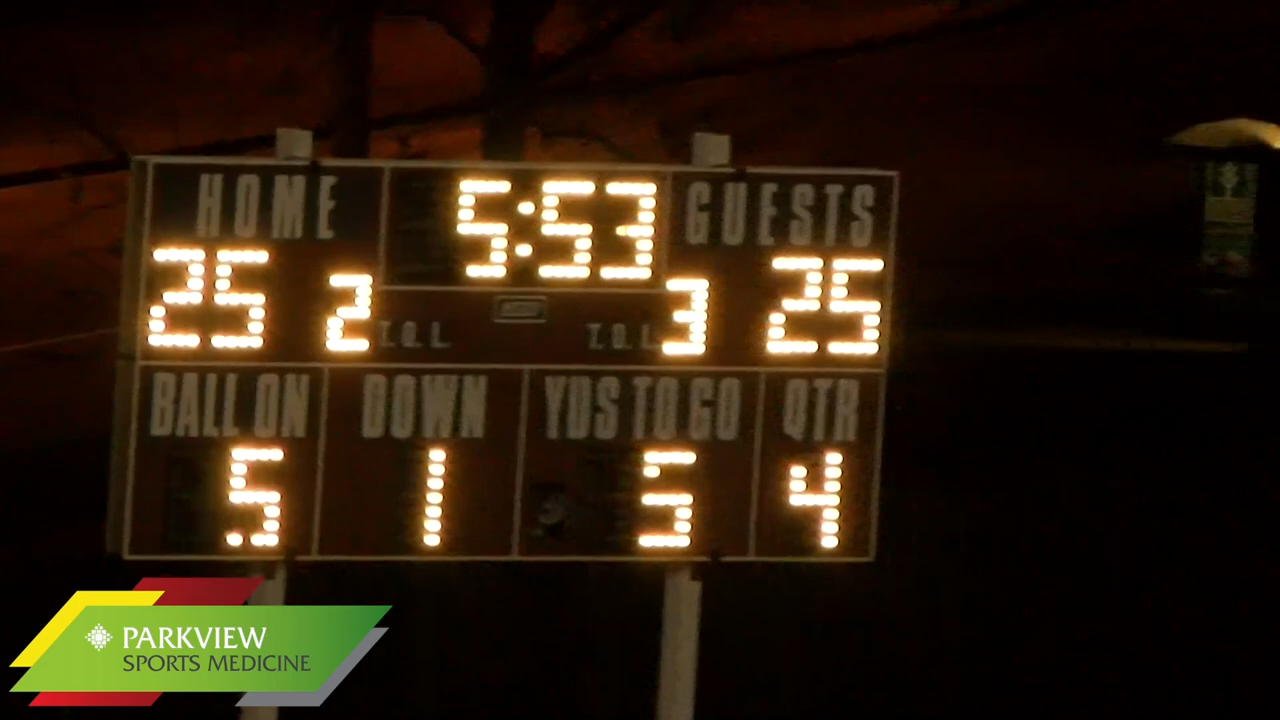 HOME 5:53 GUESTS
25 2 T.O.L. T.O.L. 3 25
BALL ON DOWN YDS TO GO QTR
5 1 5 4
PARKVIEW
SPORTS MEDICINE